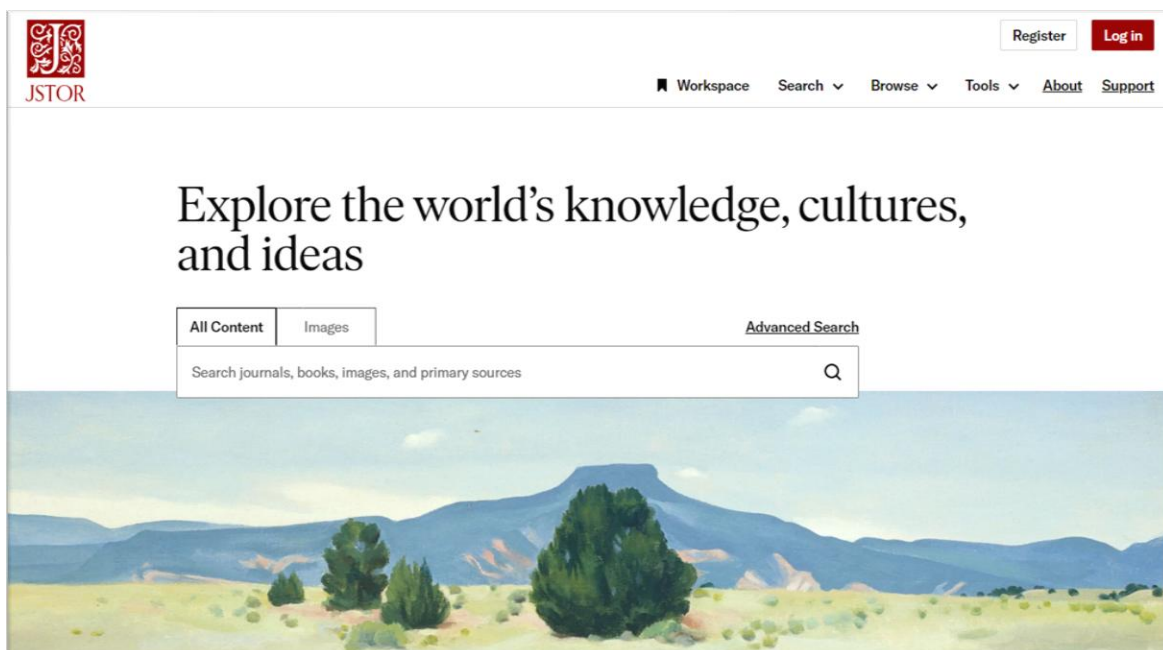 JSTOR
Register
Log in
Workspace
Search
Browse
Tools
About
Support
Explore the world’s knowledge, cultures,
and ideas
All Content
Images
Advanced Search
Search journals, books, images, and primary sources